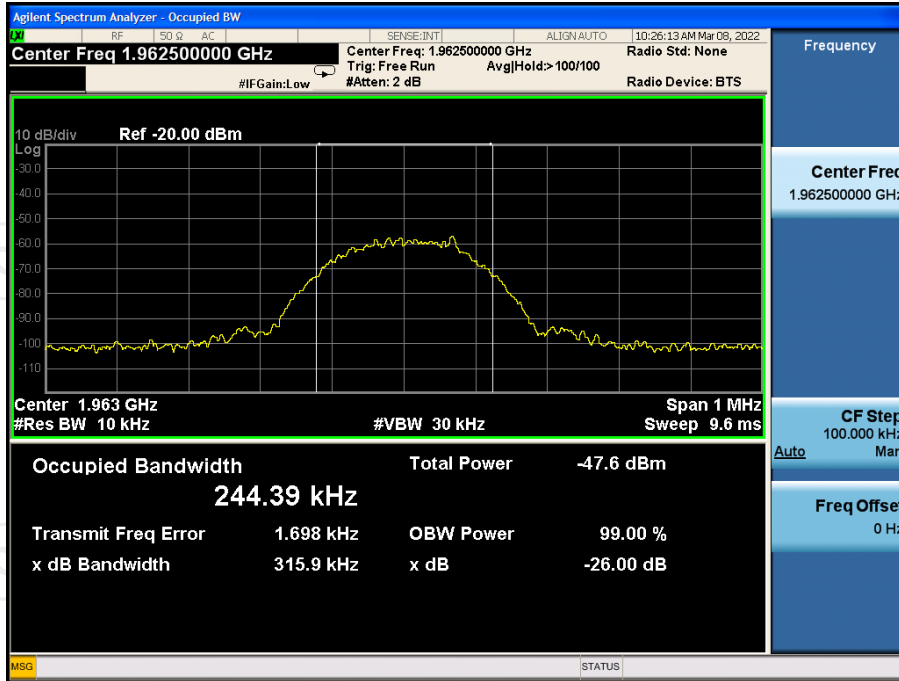 Agilent Spectrum Analyzer - Occupied BW
LXI RF 50 Ω AC SENSE:INT ALIGN AUTO 10:26:13 AM Mar 08, 2022
Center Freq 1.962500000 GHz
Center Freq: 1.962500000 GHz Radio Std: None
Trig: Free Run Avg|Hold:> 100/100
#IFGain:Low #Atten: 2 dB Radio Device: BTS
10 dB/div Ref -20.00 dBm
Log
-30.0
-40.0
-50.0
-60.0
-70.0
-80.0
-90.0
-100
-110
Center 1.963 GHz Span 1 MHz
#Res BW 10 kHz #VBW 30 kHz Sweep 9.6 ms
Occupied Bandwidth Total Power -47.6 dBm
244.39 kHz
Transmit Freq Error 1.698 kHz OBW Power 99.00 %
x dB Bandwidth 315.9 kHz x dB -26.00 dB
MSG STATUS
Frequency
Center Freq
1.962500000 GHz
CF Step
100.000 kHz
Auto Man
Freq Offset
0 Hz